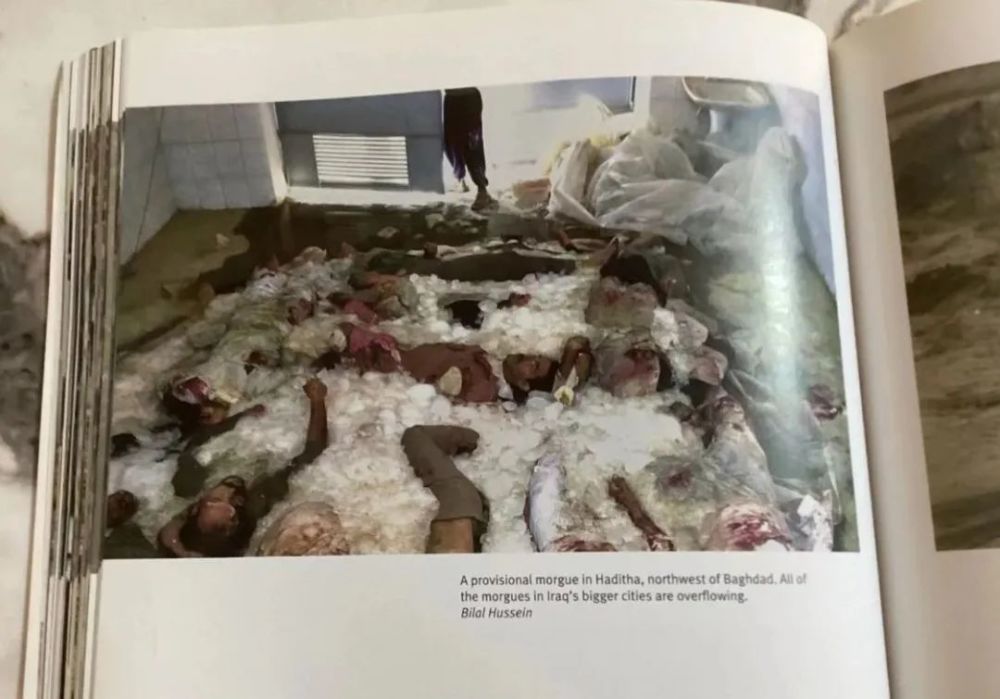 A provisional morgue in Haditha, northwest of Baghdad. All of
the morgues in Iraq's bigger cities are overflowing.
Bilal Hussein